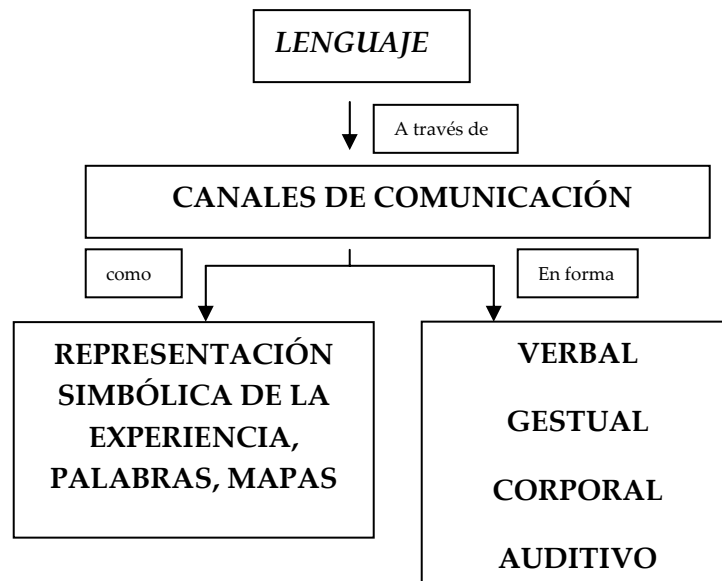 LENGUAJE
A través de
CANALES DE COMUNICACIÓN
como
En forma
REPRESENTACIÓN
SIMBÓLICA DE LA
EXPERIENCIA,
PALABRAS, MAPAS
VERBAL
GESTUAL
CORPORAL
AUDITIVO